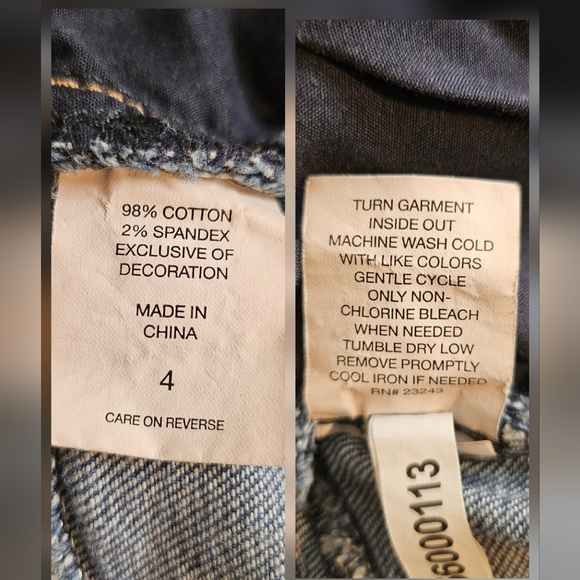 98% COTTON
2% SPANDEX
EXCLUSIVE OF
DECORATION
MADE IN
CHINA
4
CARE ON REVERSE
TURN GARMENT
INSIDE OUT
MACHINE WASH COLD
WITH LIKE COLORS
GENTLE CYCLE
ONLY NON-
CHLORINE BLEACH
WHEN NEEDED
TUMBLE DRY LOW
REMOVE PROMPTLY
COOL IRON IF NEEDED
RN# 23243
6000113